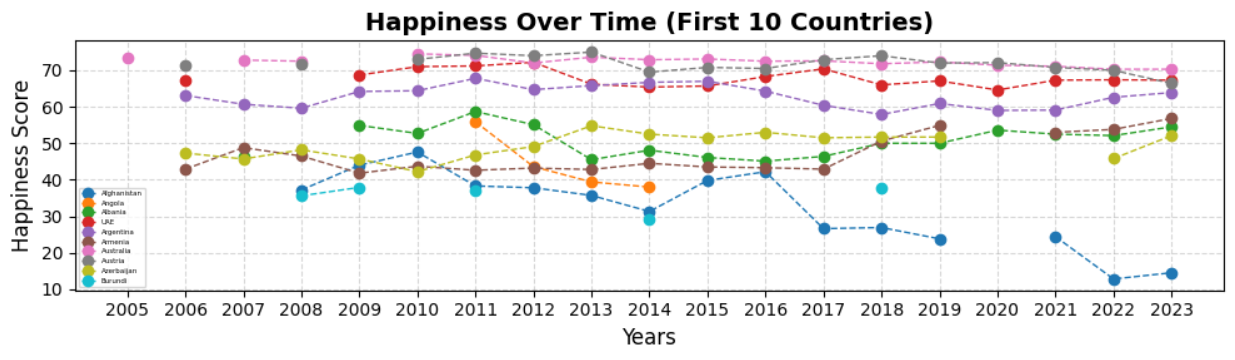 Happiness Over Time (First 10 Countries)
Happiness Score
70
60
50
40
30
20
10
Afghanistan
Angola
Albania
UAE
Argentina
Armenia
Australia
Austria
Azerbaijan
Burundi
2005 2006 2007 2008 2009 2010 2011 2012 2013 2014 2015 2016 2017 2018 2019 2020 2021 2022 2023
Years